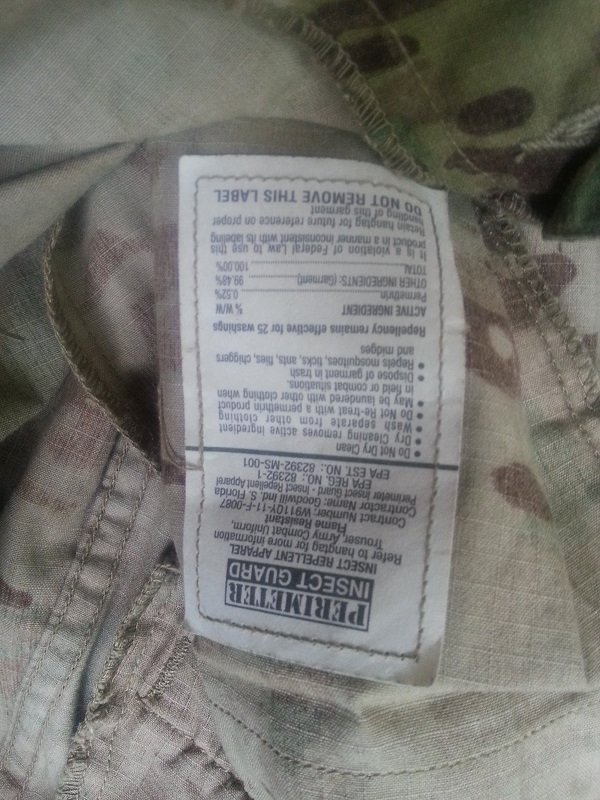 PERIMETER
INSECT GUARD
INSECT REPELLENT APPAREL
Refer to hangtag for more information
Trouser, Army Combat Uniform,
Flame Resistant
Contract Number: W911QY-11-F-0087
Contractor Name: Goodwill Ind. S. Florida
Perimeter Insect Guard - Insect Repellent Apparel
EPA REG. NO.: 82392-1
EPA EST. NO.: 82392-MS-001
• Do Not Dry Clean
• Dry Cleaning removes active ingredient
Wash separate from other clothing
• Do Not Re-treat with a permethrin product
• May be laundered with other clothing when
in field or combat situations.
• Dispose of garment in trash
• Repels mosquitoes, ticks, ants, flies, chiggers,
and midges
Repellency remains effective for 25 washings
ACTIVE INGREDIENT % W/W
Permethrin 0.52%
OTHER INGREDIENTS: (Garment) 99.48%
TOTAL 100.00%
It is a violation of Federal Law to use this
product in a manner inconsistent with its labeling
Retain hangtag for future reference on proper
handling of this garment
DO NOT REMOVE THIS LABEL